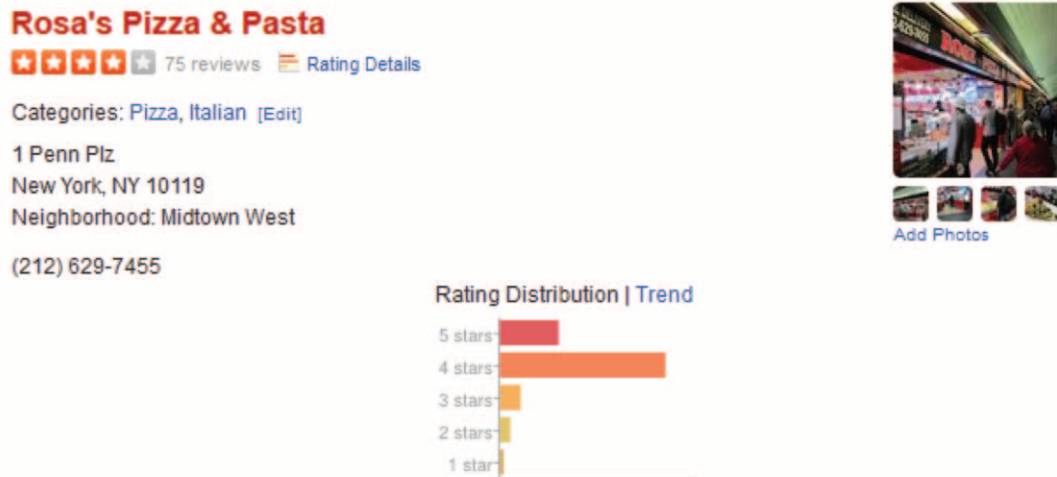 Rosa's Pizza & Pasta
75 reviews Rating Details
Categories: Pizza, Italian [Edit]
1 Penn Plz
New York, NY 10119
Neighborhood: Midtown West
(212) 629-7455
Add Photos
Rating Distribution | Trend
5 stars
4 stars
3 stars
2 stars
1 star